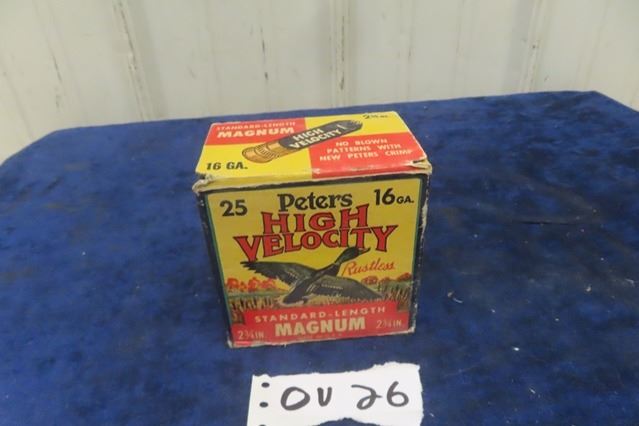 STANDARD-LENGTH
MAGNUM
HIGH
VELOCITY
2¾ IN.
16 GA.
NO BLOWN
PATTERNS WITH
NEW PETERS CRIMP
25 Peters 16 GA.
HIGH
VELOCITY
Rustless
STANDARD-LENGTH
2¾ IN. MAGNUM 2¾ IN.
OV 26